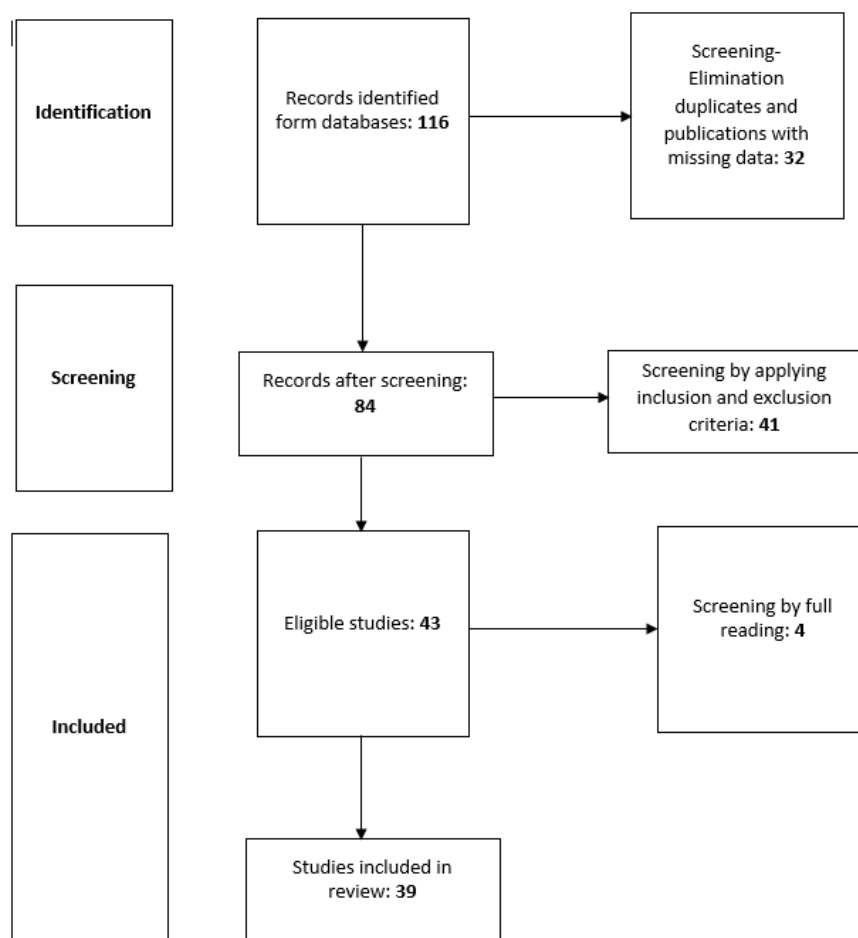 Identification
Records identified
form databases: 116
Screening-
Elimination
duplicates and
publications with
missing data: 32
Screening
Records after screening:
84
Screening by applying
inclusion and exclusion
criteria: 41
Included
Eligible studies: 43
Screening by full
reading: 4
Studies included in
review: 39